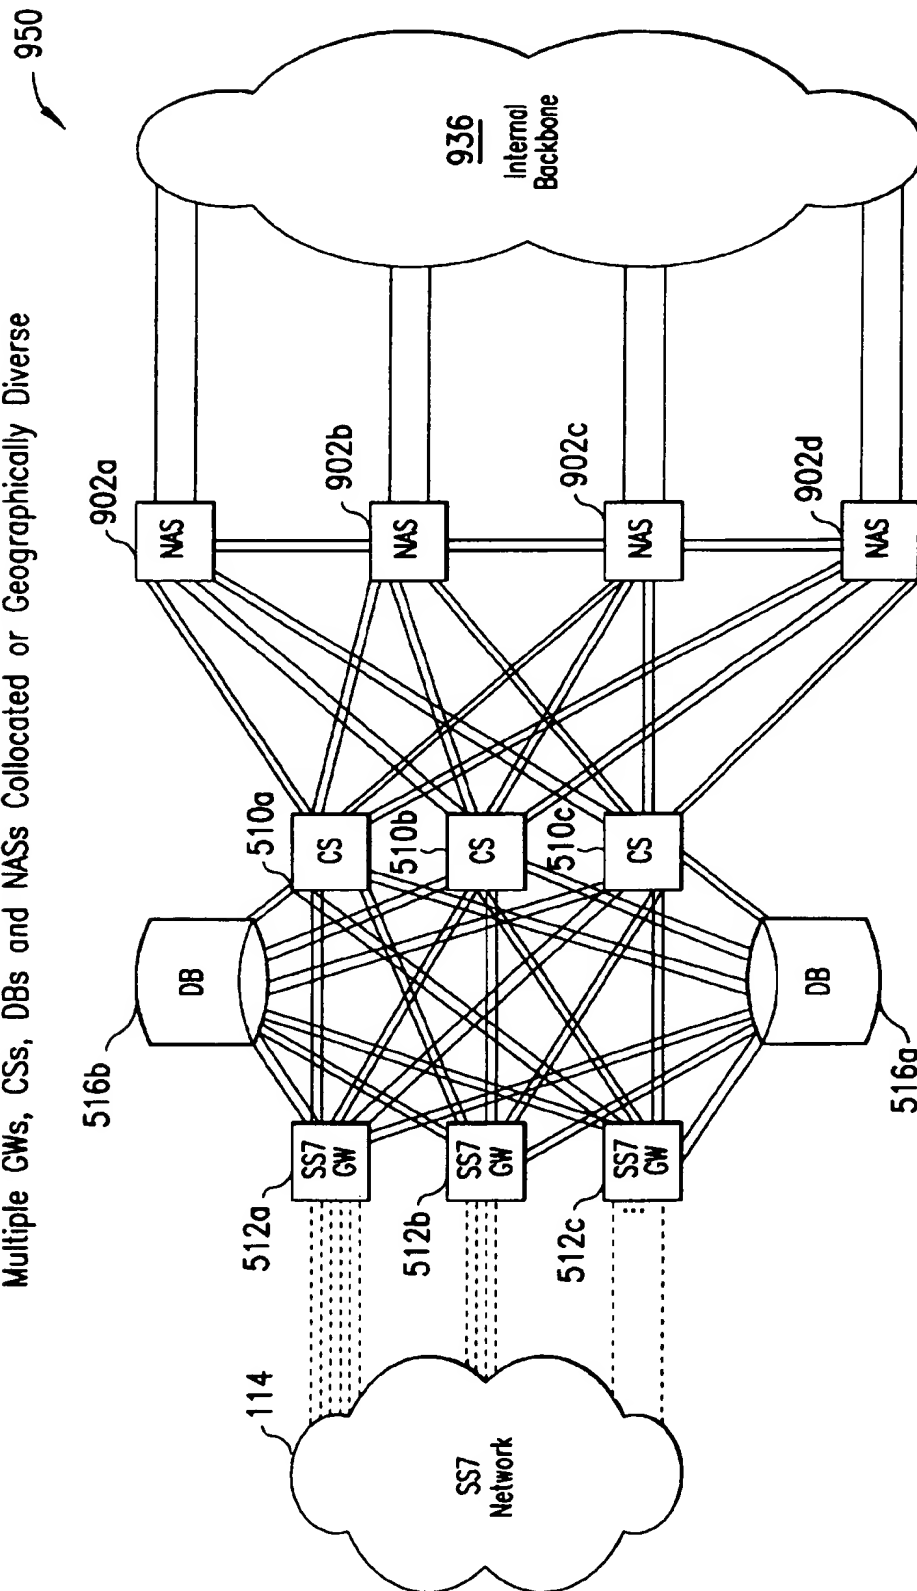 Multiple GWs, CSs, DBs and NASs Collocated or Geographically Diverse
950
114
SS7
Network
512a
SS7
GW
512b
SS7
GW
512c
SS7
GW
516b
DB
516a
DB
510a
CS
510b
CS
510c
CS
902a
NAS
902b
NAS
902c
NAS
902d
NAS
936
Internal
Backbone